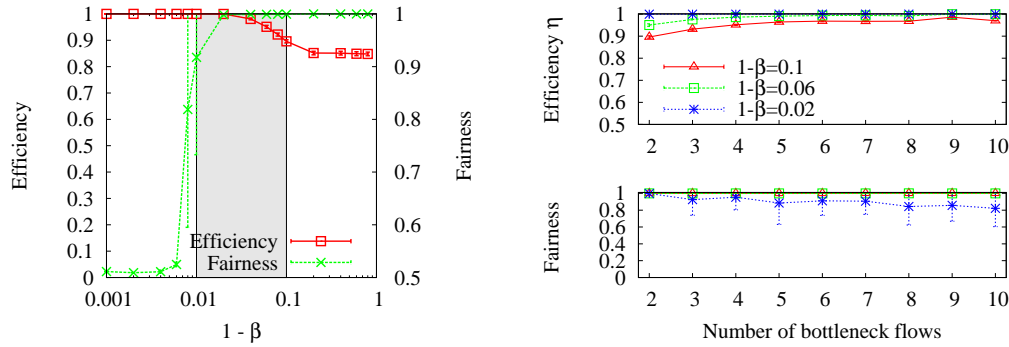 Efficiency
1
0.9
0.8
0.7
0.6
0.5
0.4
0.3
0.2
0.1
0
0.001
0.01
0.1
1
1 - β
1
0.9
0.8
0.7
0.6
0.5
Fairness
Efficiency
Fairness
Efficiency η
1
0.9
0.8
0.7
0.6
0.5
1-β=0.1
1-β=0.06
1-β=0.02
2 3 4 5 6 7 8 9 10
Fairness
1
0.8
0.6
0.4
0.2
0
2 3 4 5 6 7 8 9 10
Number of bottleneck flows